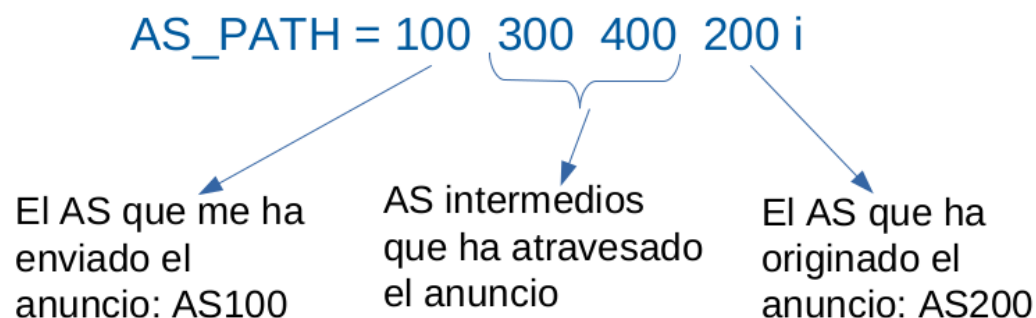 AS_PATH = 100 300 400 200 i
El AS que me ha
enviado el
anuncio: AS100
AS intermedios
que ha atravesado
el anuncio
El AS que ha
originado el
anuncio: AS200